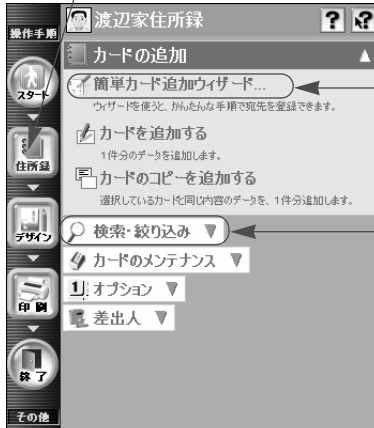 操作手順
渡辺家住所録
? ?
カードの追加
スタート
簡単カード追加ウィザード...
ウィザードを使うと、かんたんな手順で宛先を登録できます。
カードを追加する
1件分のデータを追加します。
住所録
カードのコピーを追加する
選択しているカードと同じ内容のデータを、1件分追加します。
デザイン
検索・絞り込み ▼
カードのメンテナンス ▼
印刷
オプション ▼
差出人 ▼
終了
その他